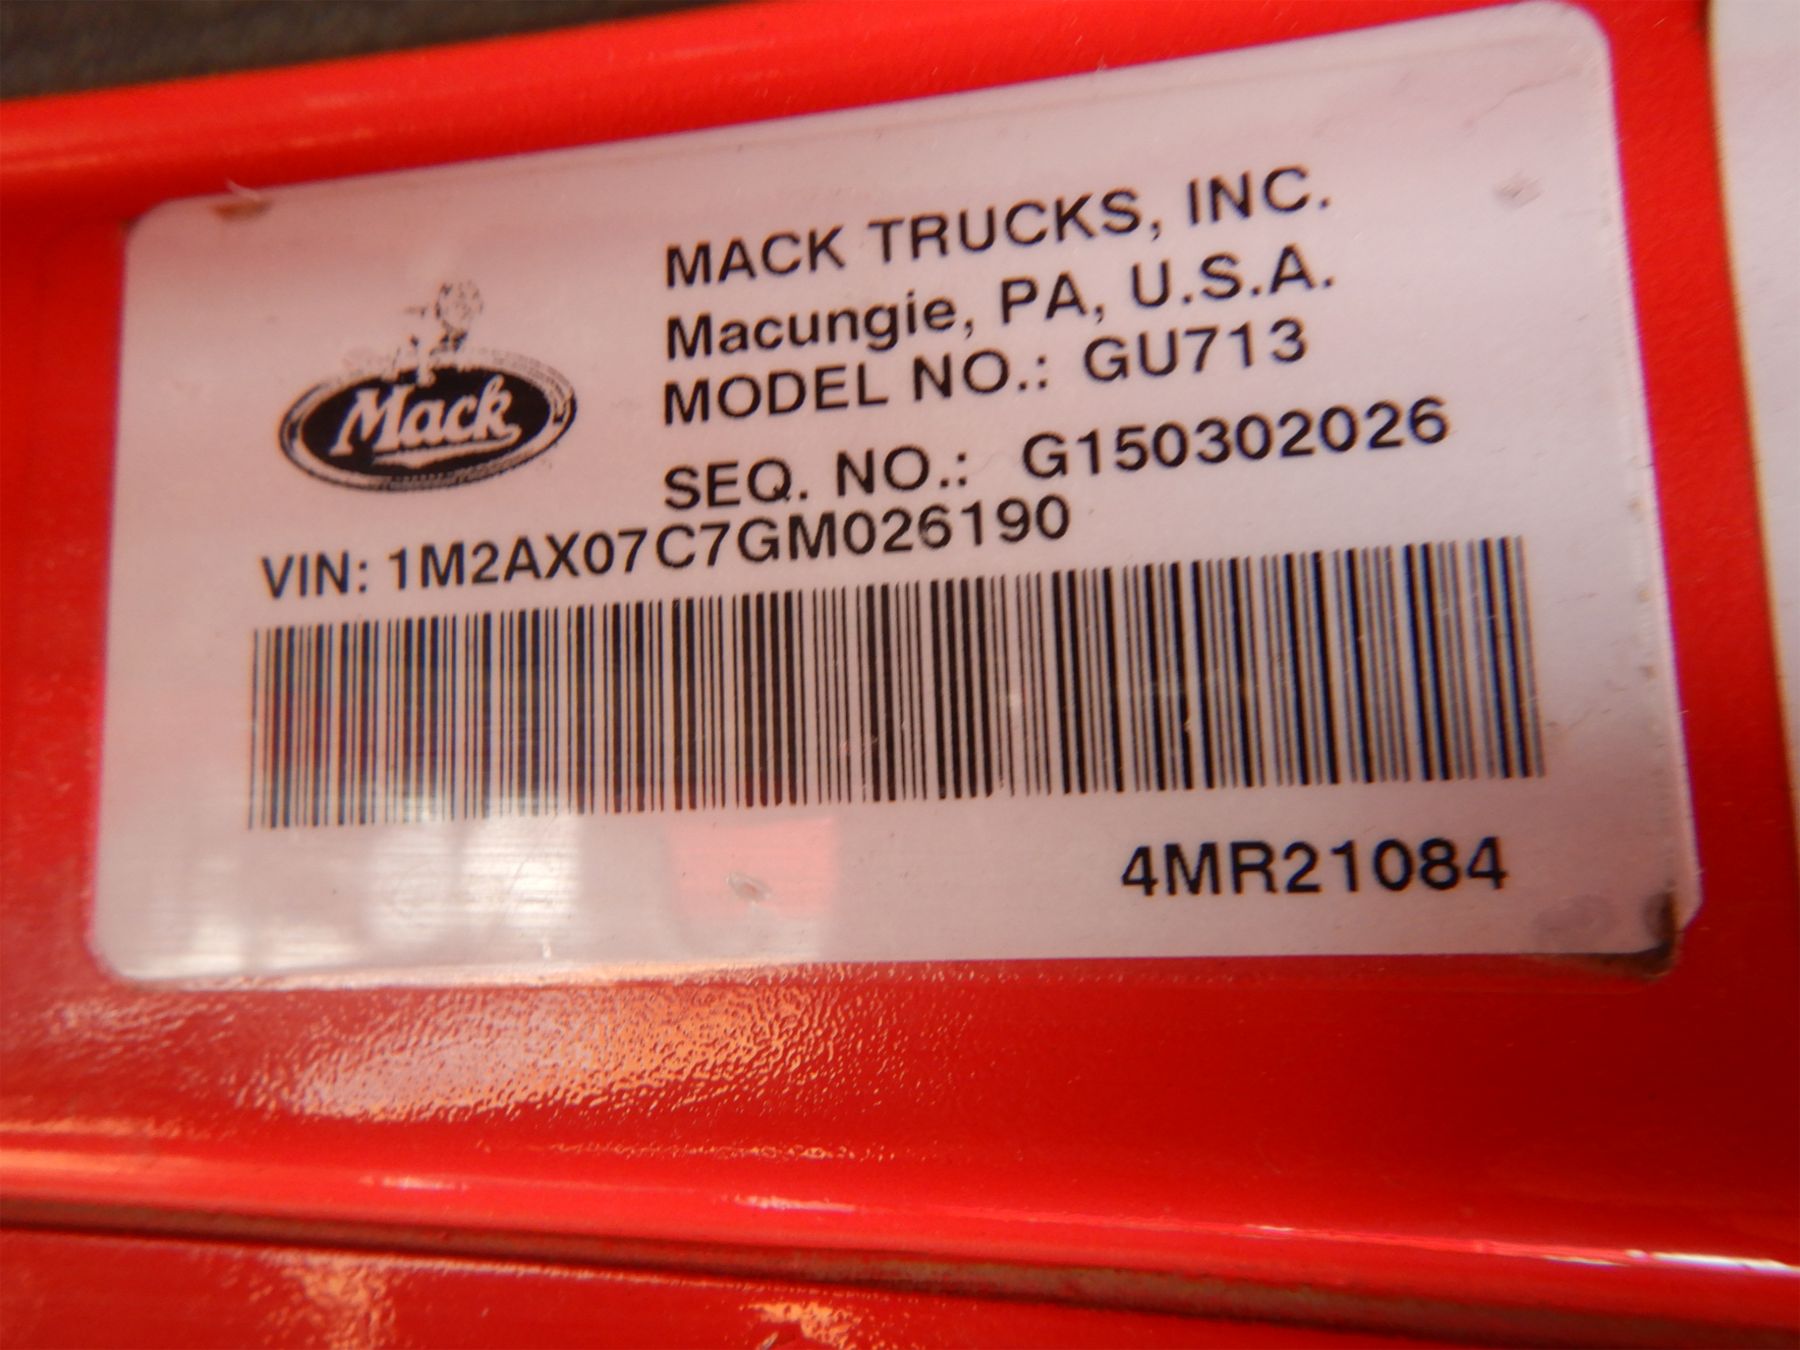 MACK TRUCKS, INC.
Macungie, PA, U.S.A.
MODEL NO.: GU713
Mack
SEQ. NO.: G150302026
VIN: 1M2AX07C7GM026190
4MR21084